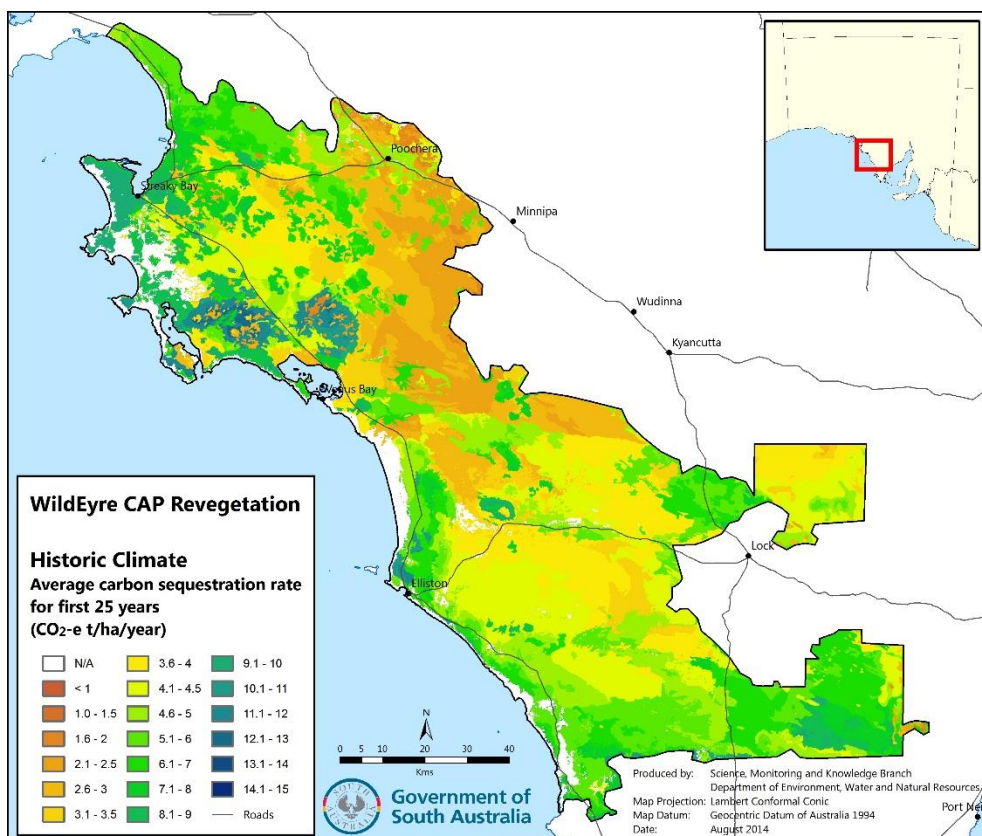 Poochera
Streaky Bay
Minnipa
Wudinna
Kyancutta
Venus Bay
Lock
Elliston
WildEyre CAP Revegetation
Historic Climate
Average carbon sequestration rate
for first 25 years
(CO2-e t/ha/year)
N/A
< 1
1.0 - 1.5
1.6 - 2
2.1 - 2.5
2.6 - 3
3.1 - 3.5
3.6 - 4
4.1 - 4.5
4.6 - 5
5.1 - 6
6.1 - 7
7.1 - 8
8.1 - 9
9.1 - 10
10.1 - 11
11.1 - 12
12.1 - 13
13.1 - 14
14.1 - 15
Roads
N
0 5 10 20 30 40
Kms
SOUTH AUSTRALIA
Government of
South Australia
Produced by: Science, Monitoring and Knowledge Branch
Department of Environment, Water and Natural Resources
Map Projection: Lambert Conformal Conic
Map Datum: Geocentric Datum of Australia 1994
Date: August 2014
Port Nei